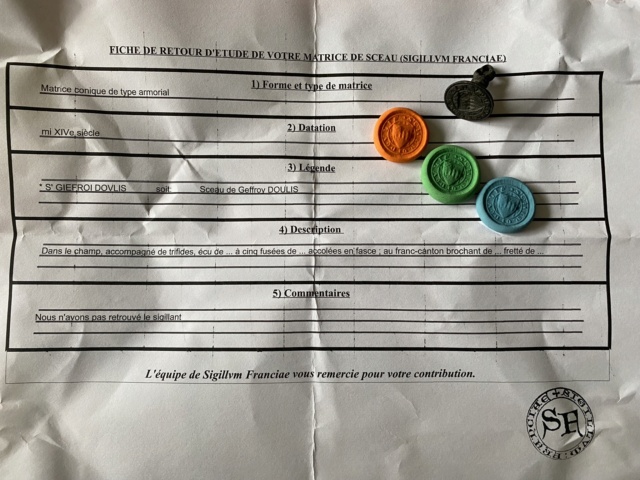 FICHE DE RETOUR D'ETUDE DE VOTRE MATRICE DE SCEAU (SIGILLVM FRANCIAE)
1) Forme et type de matrice
Matrice conique de type armorial
2) Datation
mi XIVe siècle
3) Légende
* S' GIEFROI DOVLIS soit: Sceau de Geffroy DOULIS
4) Description
Dans le champ, accompagné de trifides, écu de ... à cinq fusées de ... accolées en fasce ; au franc-canton brochant de ... fretté de ...
5) Commentaires
Nous n'avons pas retrouvé le sigillant
L'équipe de Sigillvm Franciae vous remercie pour votre contribution.
SF